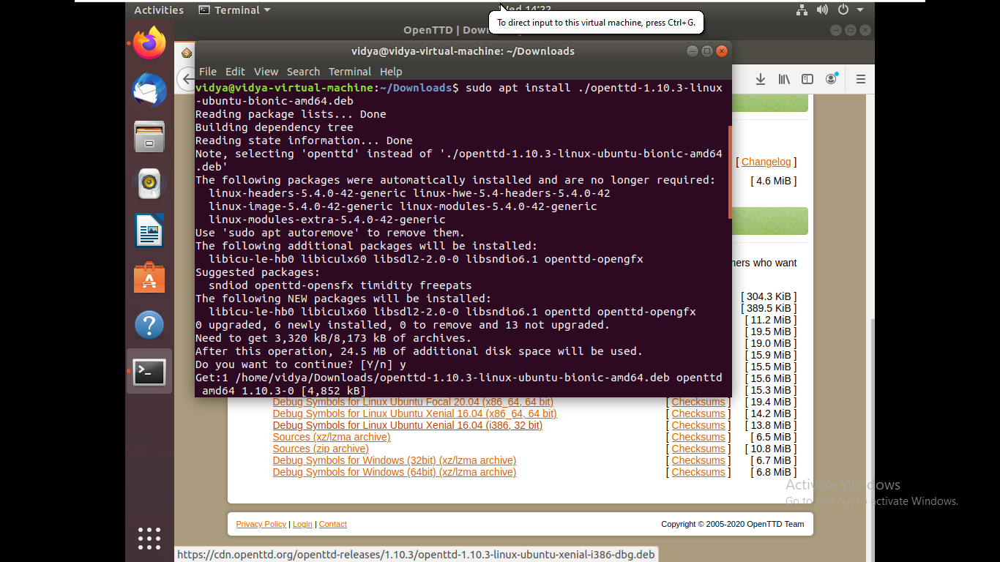 Activities
Terminal
Wed 14:22
To direct input to this virtual machine, press Ctrl+G.
OpenTTD |
vidya@vidya-virtual-machine: ~/Downloads
File Edit View Search Terminal Help
vidya@vidya-virtual-machine:~/Downloads$ sudo apt install ./openttd-1.10.3-linux
-ubuntu-bionic-amd64.deb
Reading package lists... Done
Building dependency tree
Reading state information... Done
Note, selecting 'openttd' instead of './openttd-1.10.3-linux-ubuntu-bionic-amd64
.deb'
The following packages were automatically installed and are no longer required:
linux-headers-5.4.0-42-generic linux-hwe-5.4-headers-5.4.0-42
linux-image-5.4.0-42-generic linux-modules-5.4.0-42-generic
linux-modules-extra-5.4.0-42-generic
Use 'sudo apt autoremove' to remove them.
The following additional packages will be installed:
libicu-le-hb0 libiculx60 libsdl2-2.0-0 libsndio6.1 openttd-opengfx
Suggested packages:
sndiod openttd-opensfx timidity freepats
The following NEW packages will be installed:
libicu-le-hb0 libiculx60 libsdl2-2.0-0 libsndio6.1 openttd openttd-opengfx
0 upgraded, 6 newly installed, 0 to remove and 13 not upgraded.
Need to get 3,320 kB/8,173 kB of archives.
After this operation, 24.5 MB of additional disk space will be used.
Do you want to continue? [Y/n] y
Get:1 /home/vidya/Downloads/openttd-1.10.3-linux-ubuntu-bionic-amd64.deb openttd
amd64 1.10.3-0 [4,852 kB]
[ Changelog ]
[ 4.6 MiB ]
who want
[ 304.3 KiB ]
[ 389.5 KiB ]
[ 11.2 MiB ]
[ 19.5 MiB ]
[ 19.0 MiB ]
[ 15.9 MiB ]
[ 15.5 MiB ]
[ 15.6 MiB ]
[ 15.3 MiB ]
Debug Symbols for Linux Ubuntu Focal 20.04 (x86_64, 64 bit) [ Checksums ] [ 19.4 MiB ]
Debug Symbols for Linux Ubuntu Xenial 16.04 (x86_64, 64 bit) [ Checksums ] [ 14.2 MiB ]
Debug Symbols for Linux Ubuntu Xenial 16.04 (i386, 32 bit) [ Checksums ] [ 13.8 MiB ]
Sources (xz/lzma archive) [ Checksums ] [ 6.5 MiB ]
Sources (zip archive) [ Checksums ] [ 10.8 MiB ]
Debug Symbols for Windows (32bit) (xz/lzma archive) [ Checksums ] [ 6.7 MiB ]
Debug Symbols for Windows (64bit) (xz/lzma archive) [ Checksums ] [ 6.8 MiB ]
Activate Windows
Go to Settings to activate Windows.
Privacy Policy | Login | Contact
Copyright © 2005-2020 OpenTTD Team
https://cdn.openttd.org/openttd-releases/1.10.3/openttd-1.10.3-linux-ubuntu-xenial-i386-dbg.deb